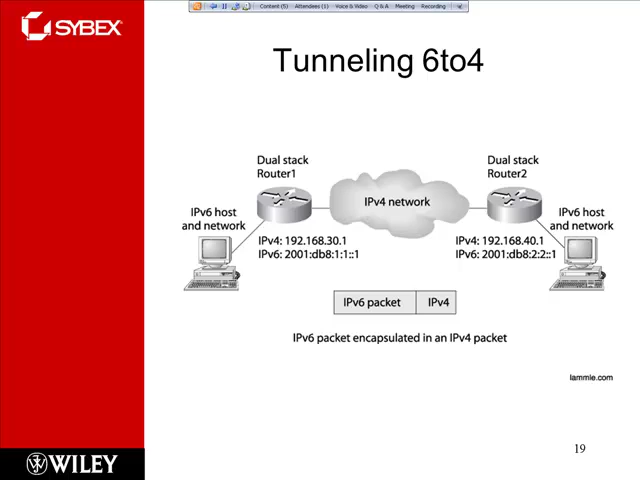 Content (5) Attendees (1) Voice & Video Q & A Meeting Recording
SYBEX
Tunneling 6to4
Dual stack
Router1
Dual stack
Router2
IPv4 network
IPv6 host
and network
IPv6 host
and network
IPv4: 192.168.30.1
IPv6: 2001:db8:1:1::1
IPv4: 192.168.40.1
IPv6: 2001:db8:2:2::1
IPv6 packet IPv4
IPv6 packet encapsulated in an IPv4 packet
lammle.com
19
WILEY